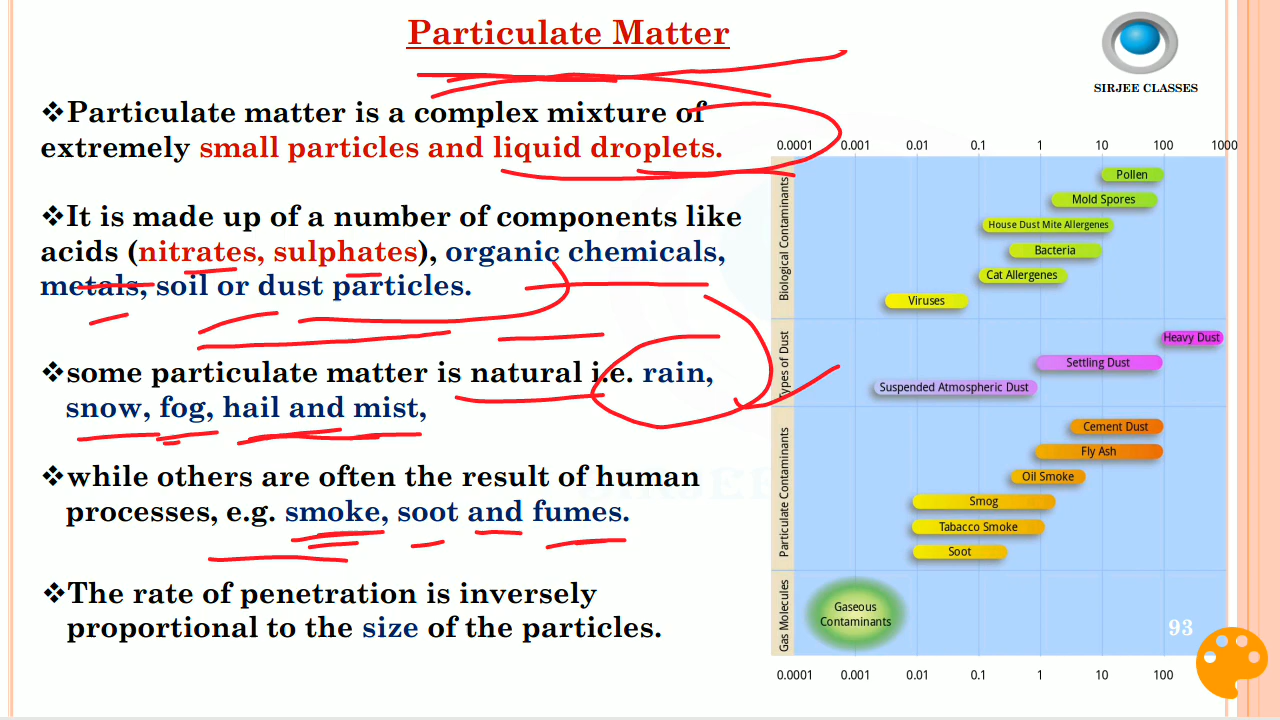 Particulate Matter
SIRJEE CLASSES
❖Particulate matter is a complex mixture of
extremely small particles and liquid droplets.
❖It is made up of a number of components like
acids (nitrates, sulphates), organic chemicals,
metals, soil or dust particles.
❖some particulate matter is natural i.e. rain,
snow, fog, hail and mist,
❖while others are often the result of human
processes, e.g. smoke, soot and fumes.
❖The rate of penetration is inversely
proportional to the size of the particles.
0.0001 0.001 0.01 0.1 1 10 100 1000
Biological Contaminants
Pollen
Mold Spores
House Dust Mite Allergenes
Bacteria
Cat Allergenes
Viruses
Types of Dust
Heavy Dust
Settling Dust
Suspended Atmospheric Dust
Particulate Contaminants
Cement Dust
Fly Ash
Oil Smoke
Smog
Tabacco Smoke
Soot
Gas Molecules
Gaseous
Contaminants
93
0.0001 0.001 0.01 0.1 1 10 100